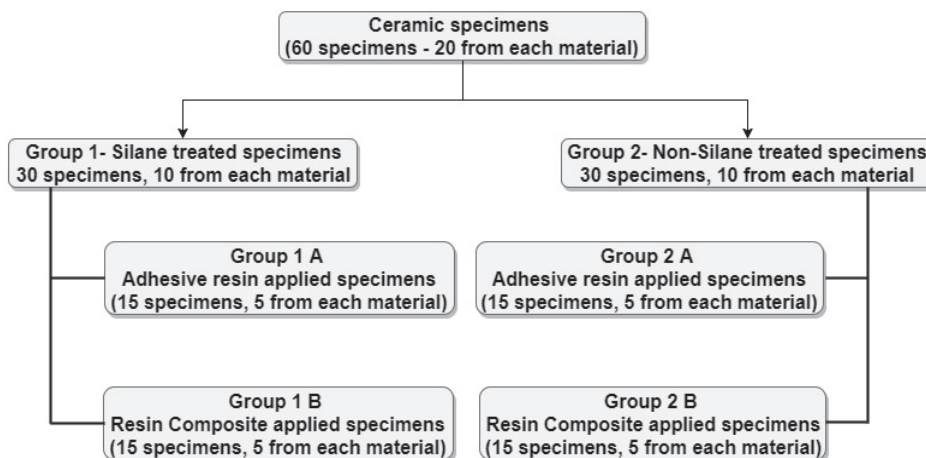 Ceramic specimens
(60 specimens - 20 from each material)
Group 1- Silane treated specimens
30 specimens, 10 from each material
Group 2- Non-Silane treated specimens
30 specimens, 10 from each material
Group 1 A
Adhesive resin applied specimens
(15 specimens, 5 from each material)
Group 2 A
Adhesive resin applied specimens
(15 specimens, 5 from each material)
Group 1 B
Resin Composite applied specimens
(15 specimens, 5 from each material)
Group 2 B
Resin Composite applied specimens
(15 specimens, 5 from each material)